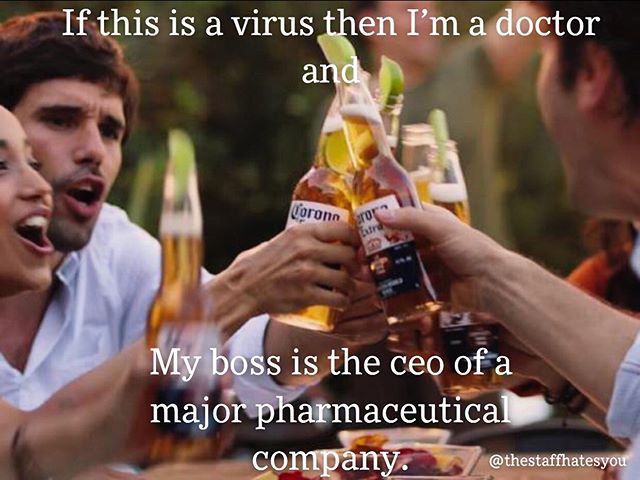 If this is a virus then I’m a doctor
and
Corona
Extra
My boss is the ceo of a
major pharmaceutical
company.
@thestaffhatesyou